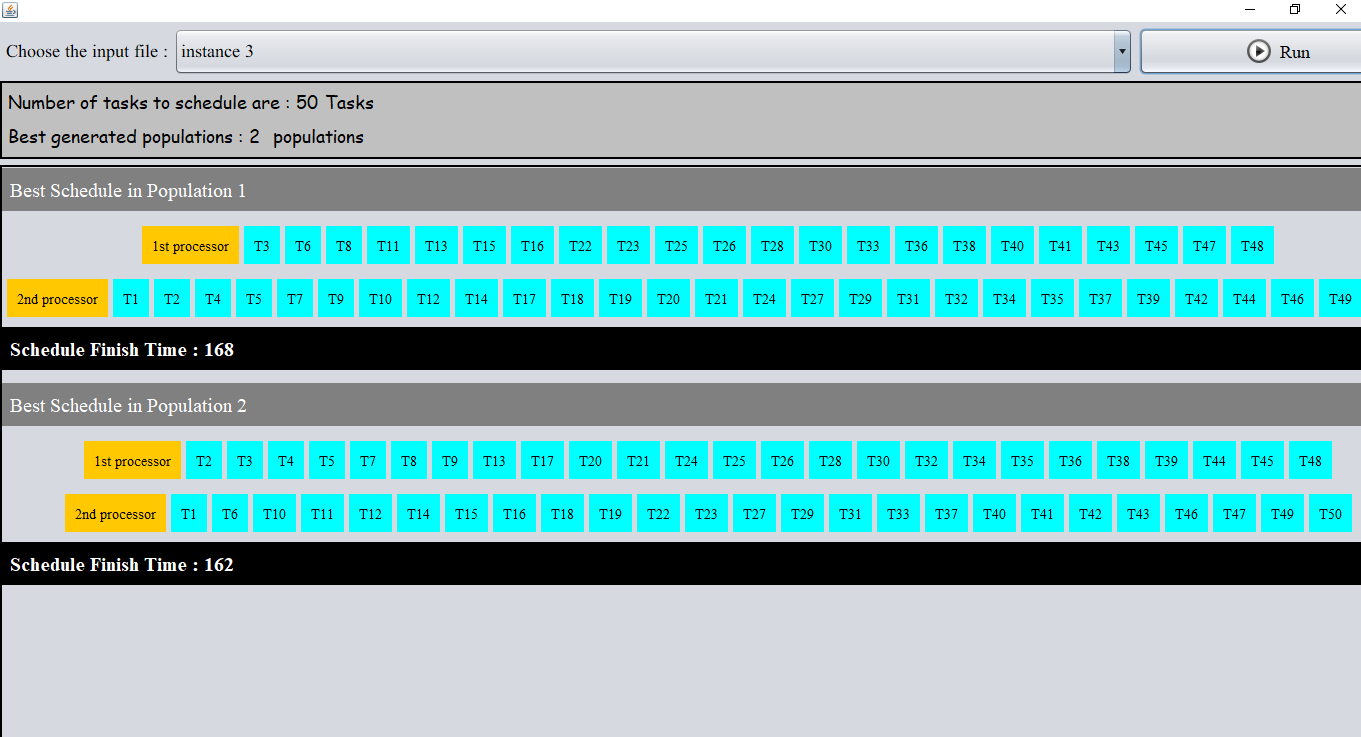 Choose the input file : instance 3 Run
Number of tasks to schedule are : 50 Tasks
Best generated populations : 2 populations
Best Schedule in Population 1
1st processor T3 T6 T8 T11 T13 T15 T16 T22 T23 T25 T26 T28 T30 T33 T36 T38 T40 T41 T43 T45 T47 T48
2nd processor T1 T2 T4 T5 T7 T9 T10 T12 T14 T17 T18 T19 T20 T21 T24 T27 T29 T31 T32 T34 T35 T37 T39 T42 T44 T46 T49
Schedule Finish Time : 168
Best Schedule in Population 2
1st processor T2 T3 T4 T5 T7 T8 T9 T13 T17 T20 T21 T24 T25 T26 T28 T30 T32 T34 T35 T36 T38 T39 T44 T45 T48
2nd processor T1 T6 T10 T11 T12 T14 T15 T16 T18 T19 T22 T23 T27 T29 T31 T33 T37 T40 T41 T42 T43 T46 T47 T49 T50
Schedule Finish Time : 162